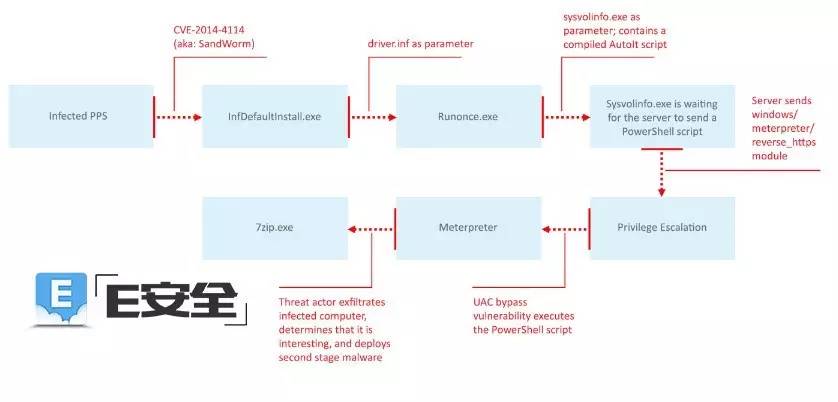 CVE-2014-4114
(aka: SandWorm)
driver.inf as parameter
sysvolinfo.exe as
parameter; contains a
compiled AutoIt script
Infected PPS
InfDefaultInstall.exe
Runonce.exe
Sysvolinfo.exe is waiting
for the server to send a
PowerShell script
Server sends
windows/
meterpreter/
reverse_https
module
7zip.exe
Meterpreter
Privilege Escalation
Threat actor exfiltrates
infected computer,
determines that it is
interesting, and deploys
second stage malware
UAC bypass
vulnerability executes
the PowerShell script
E
「E安全」